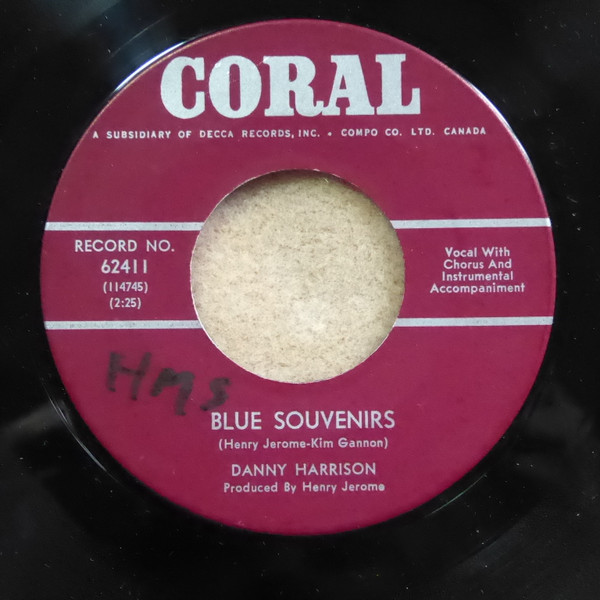 CORAL
A SUBSIDIARY OF DECCA RECORDS, INC. • COMPO CO. LTD. CANADA
RECORD NO.
62411
(114745)
(2:25)
Vocal With
Chorus And
Instrumental
Accompaniment
HMS
BLUE SOUVENIRS
(Henry Jerome-Kim Gannon)
DANNY HARRISON
Produced By Henry Jerome